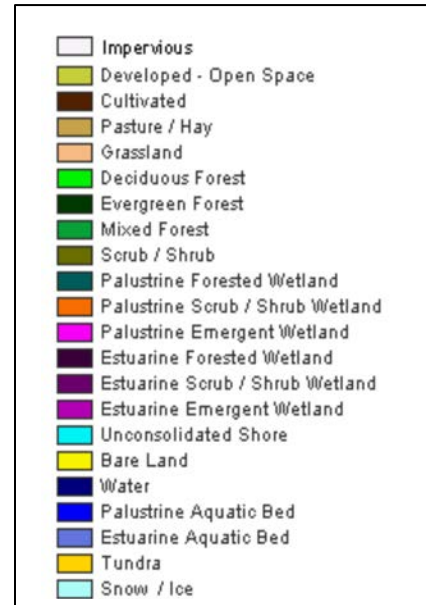 Impervious
Developed - Open Space
Cultivated
Pasture / Hay
Grassland
Deciduous Forest
Evergreen Forest
Mixed Forest
Scrub / Shrub
Palustrine Forested Wetland
Palustrine Scrub / Shrub Wetland
Palustrine Emergent Wetland
Estuarine Forested Wetland
Estuarine Scrub / Shrub Wetland
Estuarine Emergent Wetland
Unconsolidated Shore
Bare Land
Water
Palustrine Aquatic Bed
Estuarine Aquatic Bed
Tundra
Snow / Ice